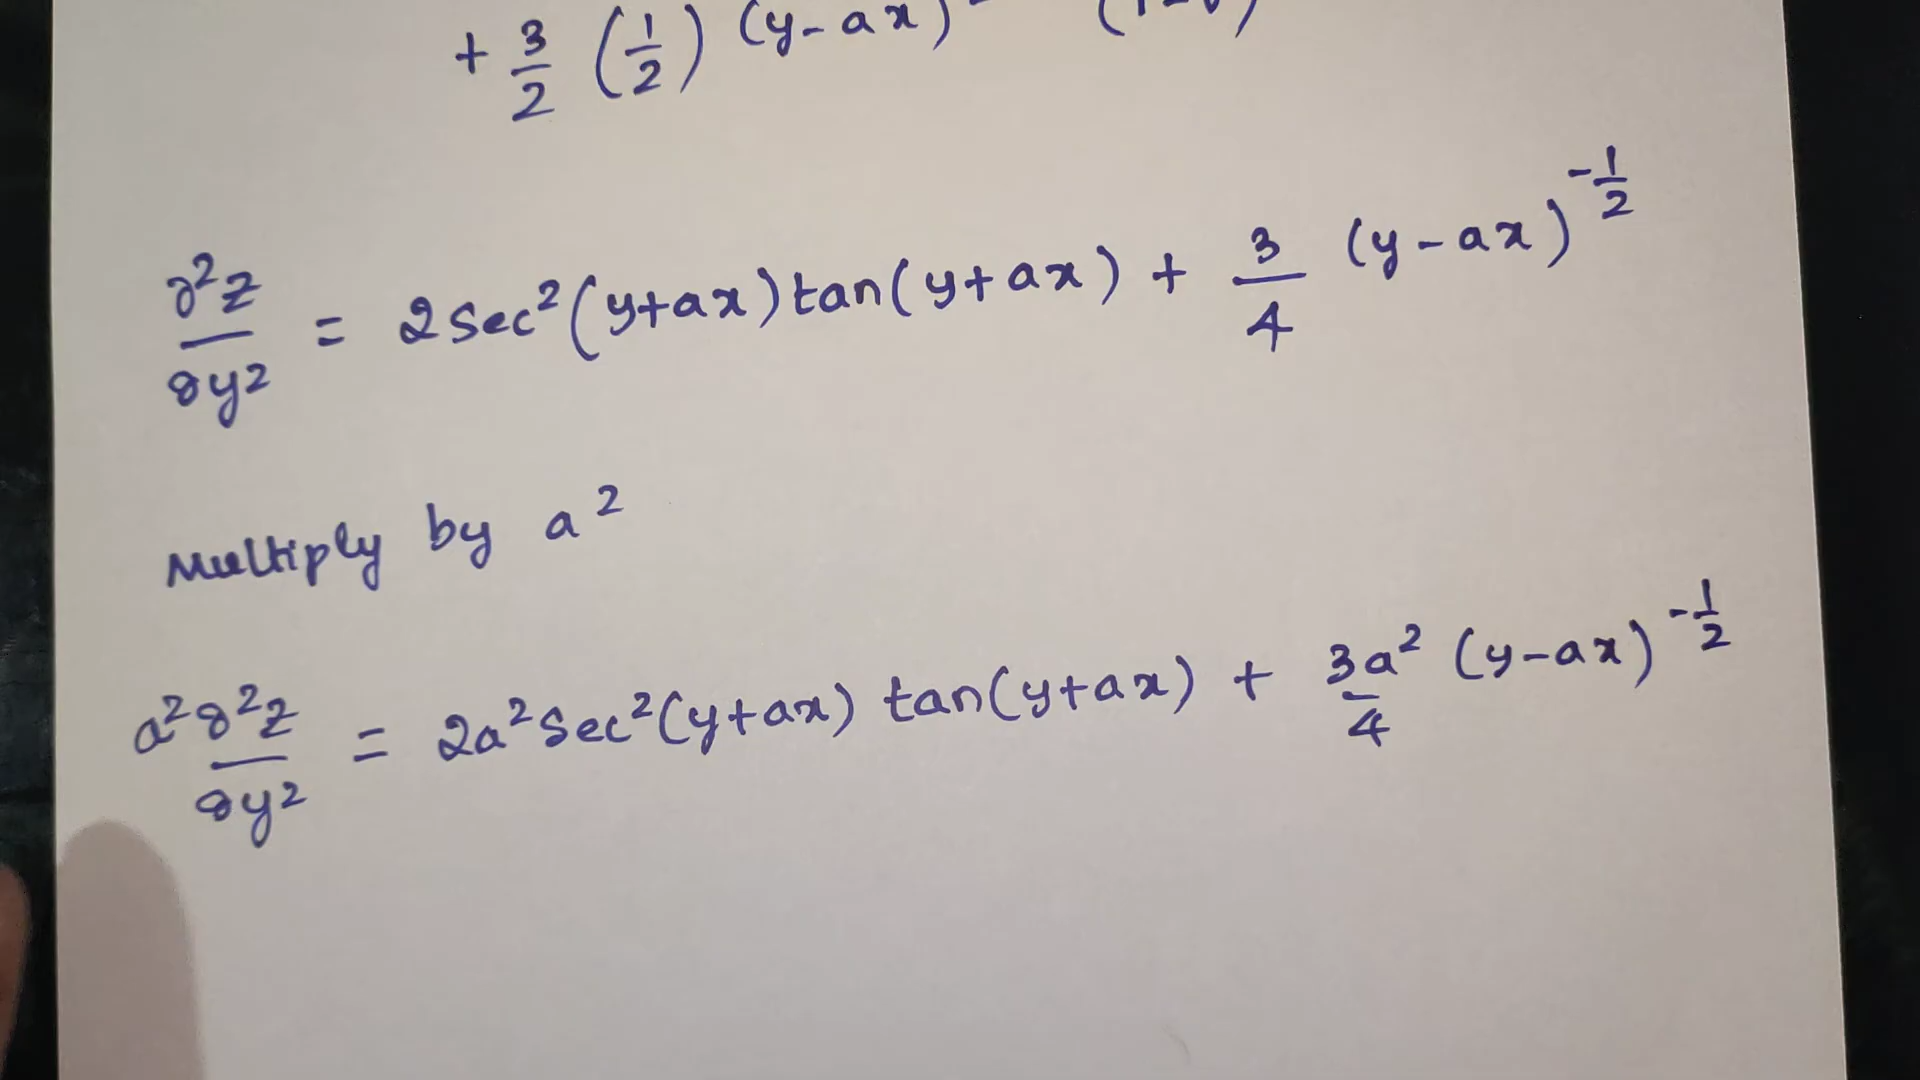 + 3/2 (1/2) (y-ax)
∂²z/∂y² = 2sec²(y+ax) tan(y+ax) + 3/4 (y-ax)^-1/2
Multiply by a²
a²∂²z/∂y² = 2a²sec²(y+ax) tan(y+ax) + 3a²/4 (y-ax)^-1/2